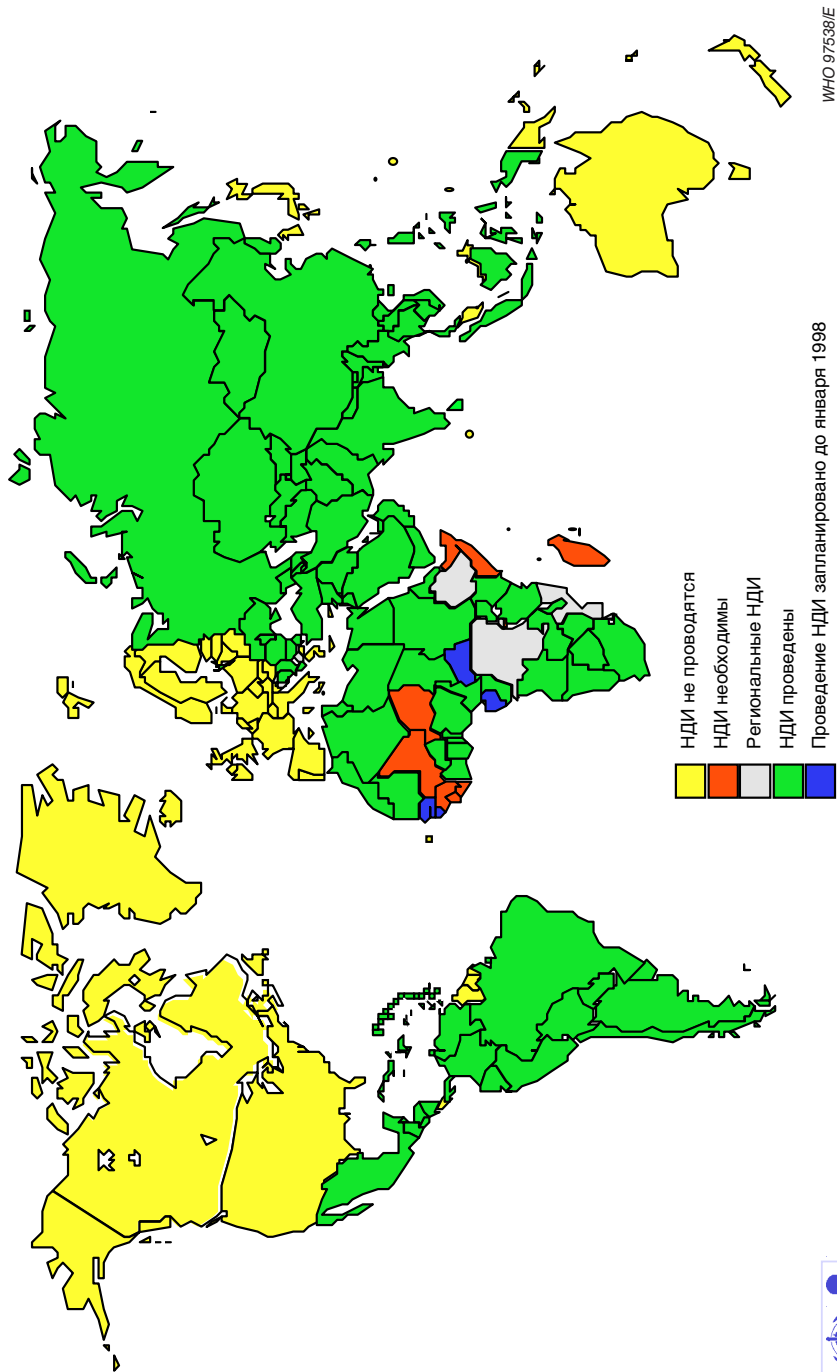 НДИ не проводятся
НДИ необходимы
Региональные НДИ
НДИ проведены
Проведение НДИ запланировано до января 1998
WHO 97538/E